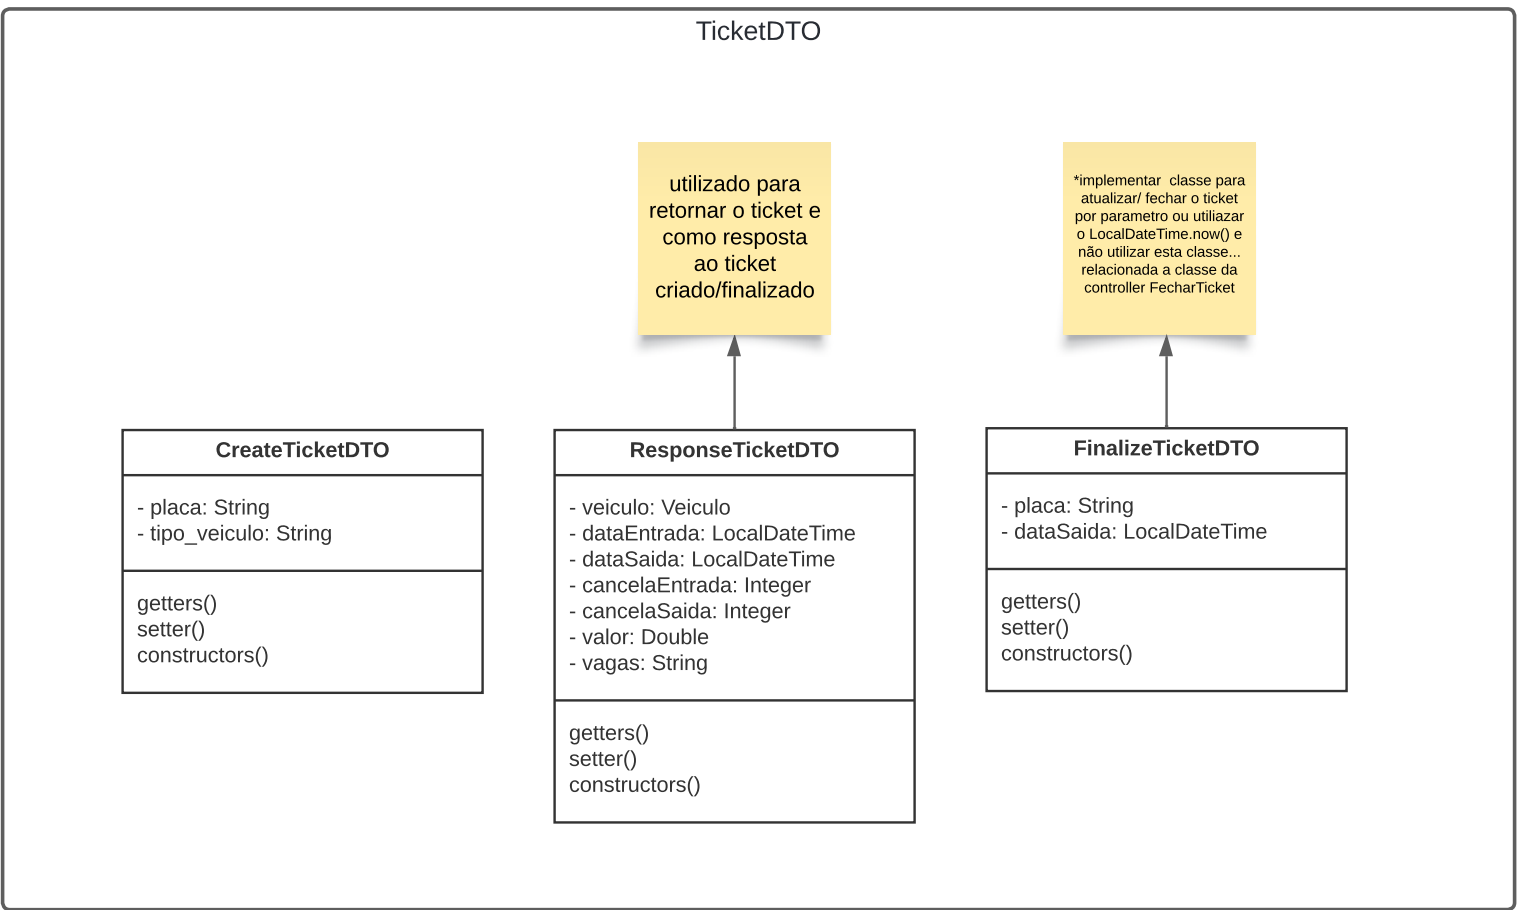 TicketDTO
utilizado para
retornar o ticket e
como resposta
ao ticket
criado/finalizado
*implementar  classe para
atualizar/ fechar o ticket
por parametro ou utiliazar
o LocalDateTime.now() e
não utilizar esta classe...
relacionada a classe da
controller FecharTicket
CreateTicketDTO
- placa: String
- tipo_veiculo: String
getters()
setter()
constructors()
ResponseTicketDTO
- veiculo: Veiculo
- dataEntrada: LocalDateTime
- dataSaida: LocalDateTime
- cancelaEntrada: Integer
- cancelaSaida: Integer
- valor: Double
- vagas: String
getters()
setter()
constructors()
FinalizeTicketDTO
- placa: String
- dataSaida: LocalDateTime
getters()
setter()
constructors()